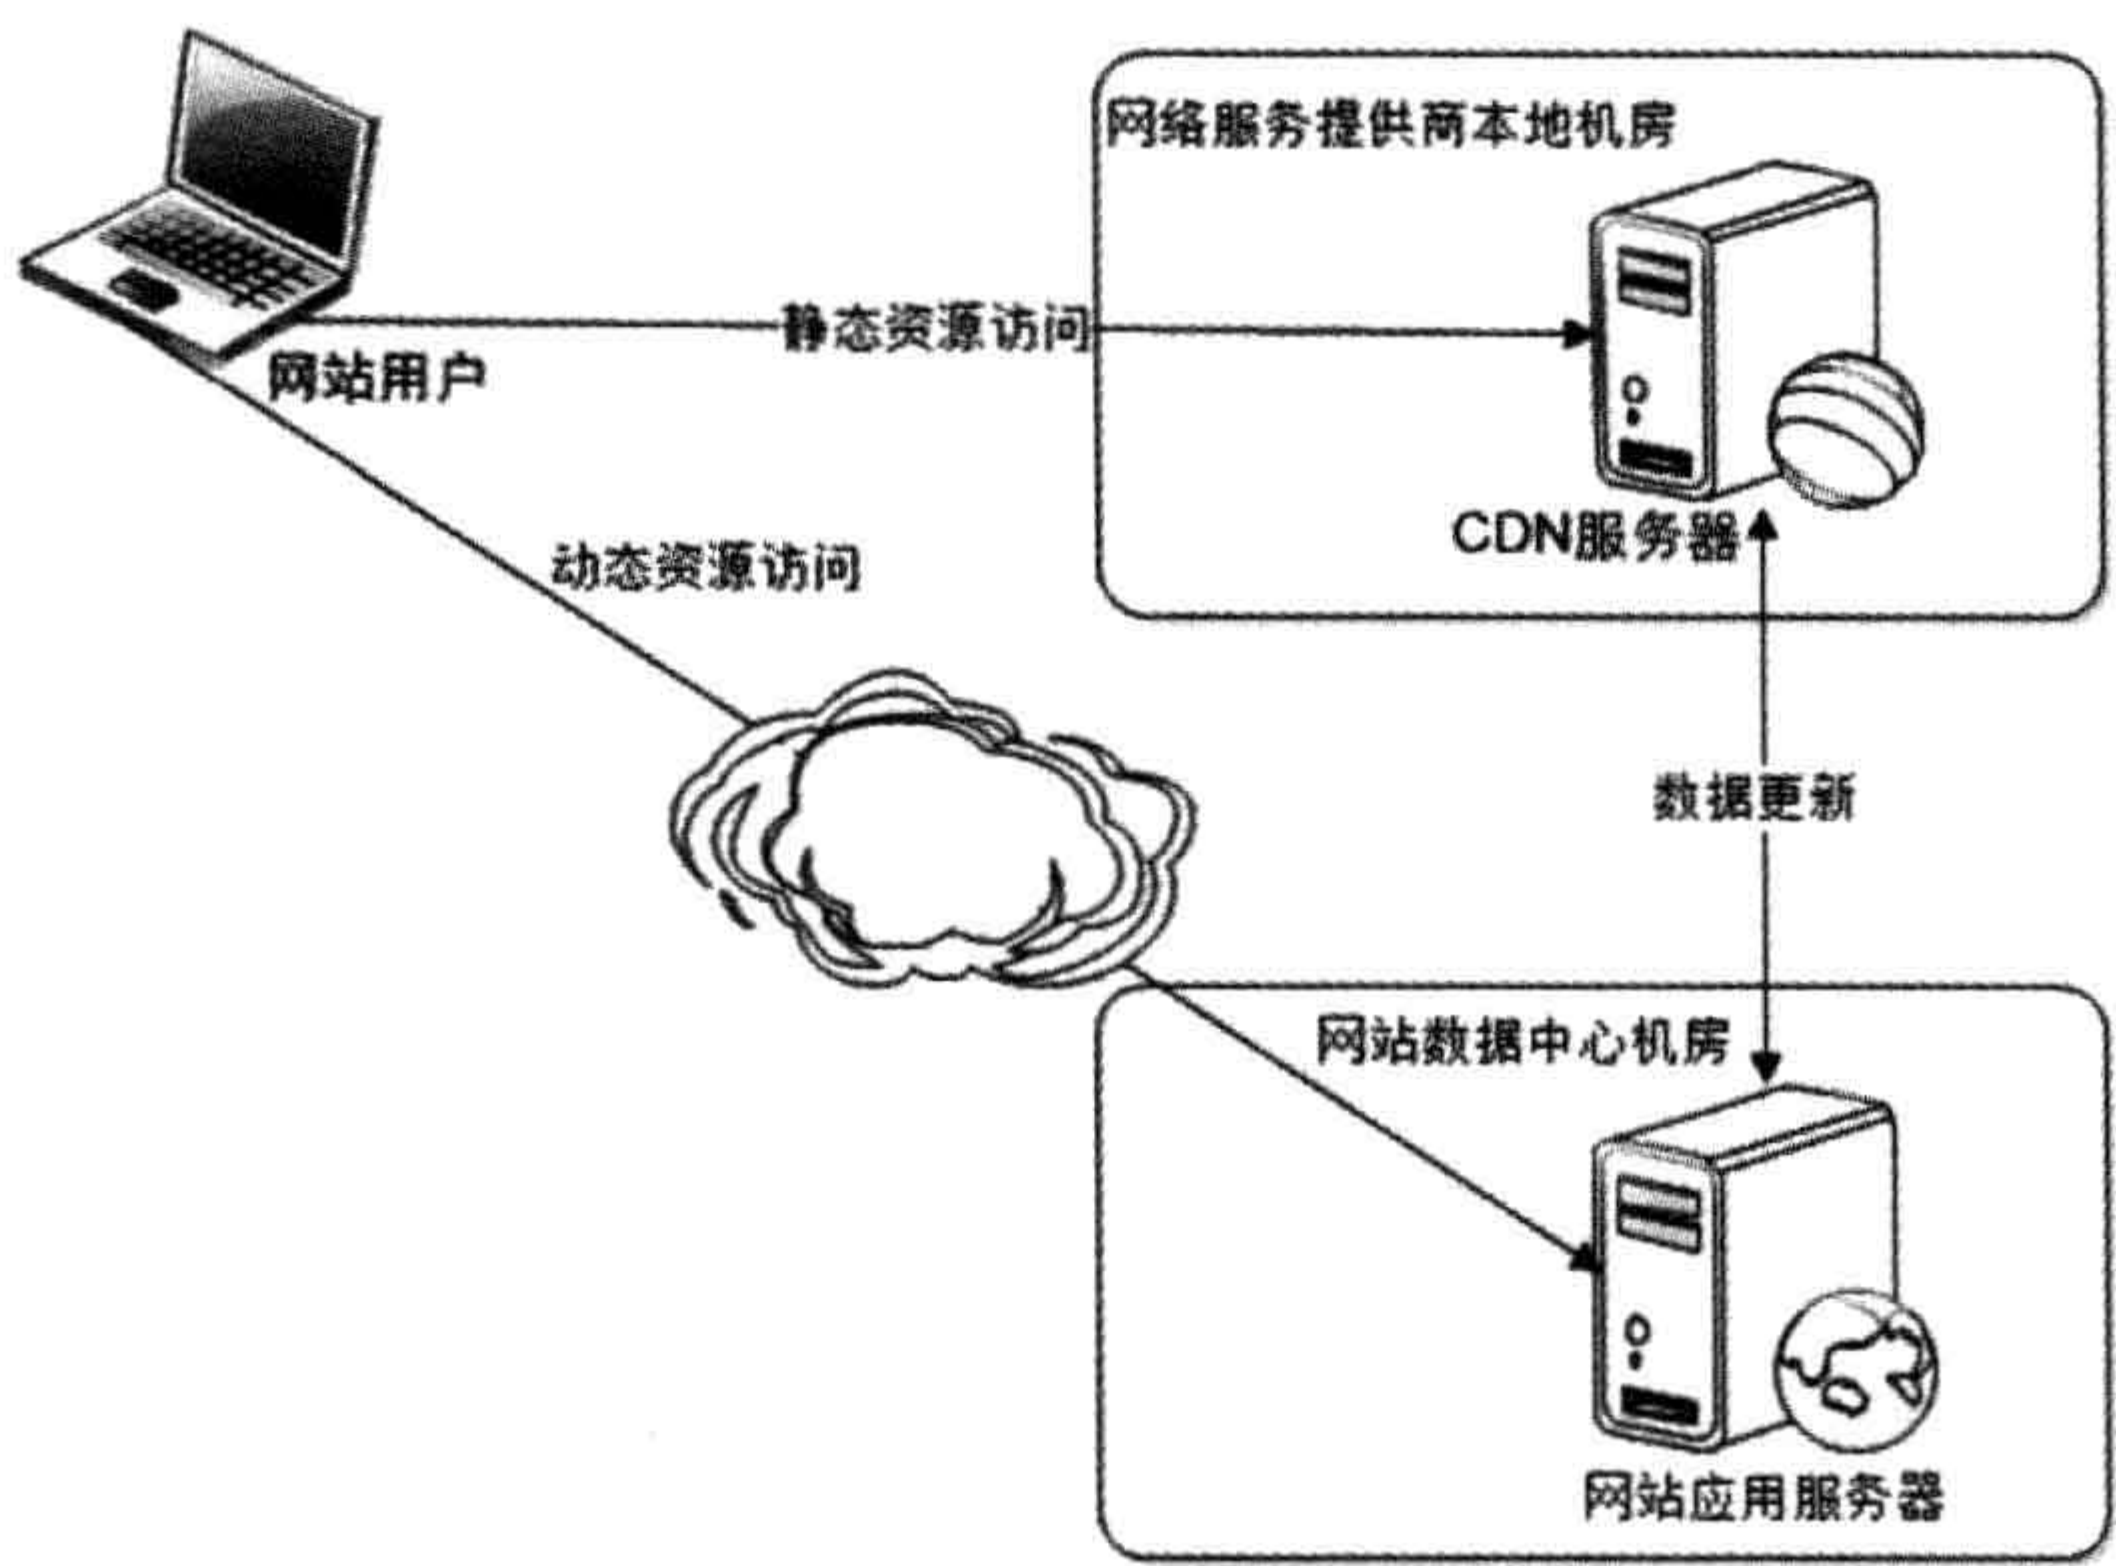 网络服务提供商本地机房
静态资源访问
网站用户
CDN服务器
动态资源访问
数据更新
网站数据中心机房
网站应用服务器